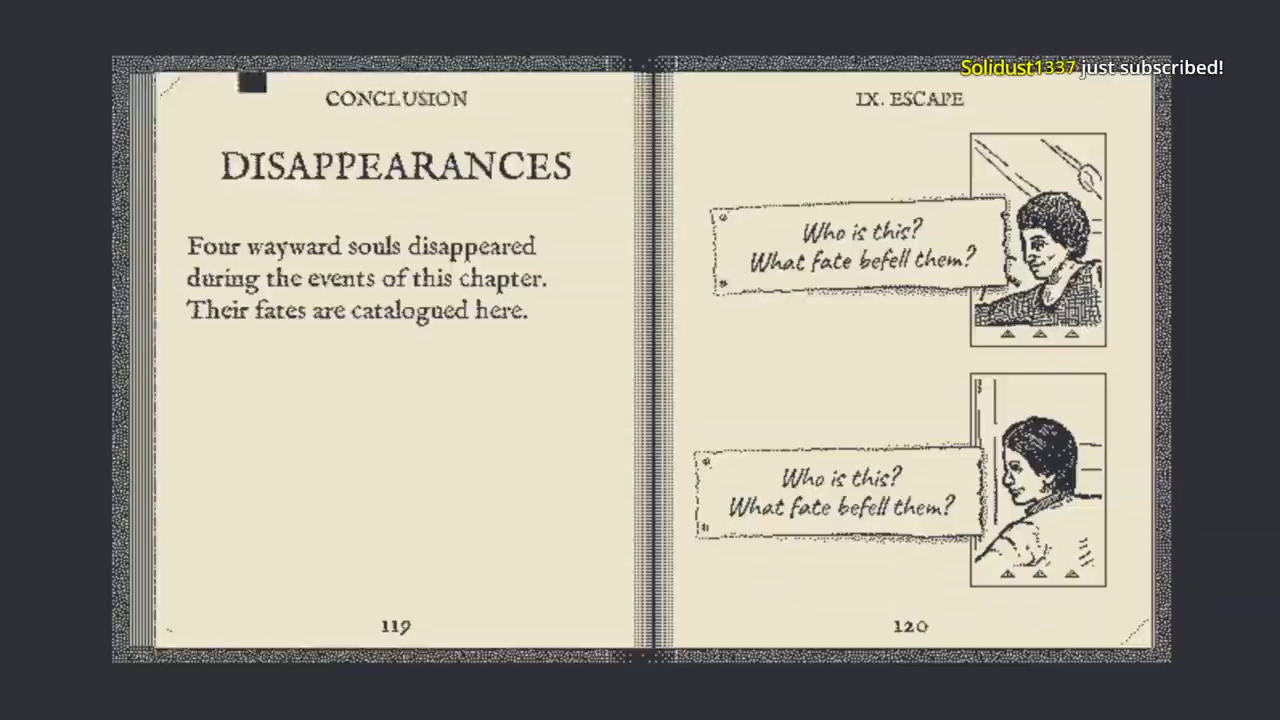 Solidust1337 just subscribed!
CONCLUSION
DISAPPEARANCES
Four wayward souls disappeared
during the events of this chapter.
Their fates are catalogued here.
119
IX. ESCAPE
Who is this?
What fate befell them?
Who is this?
What fate befell them?
120